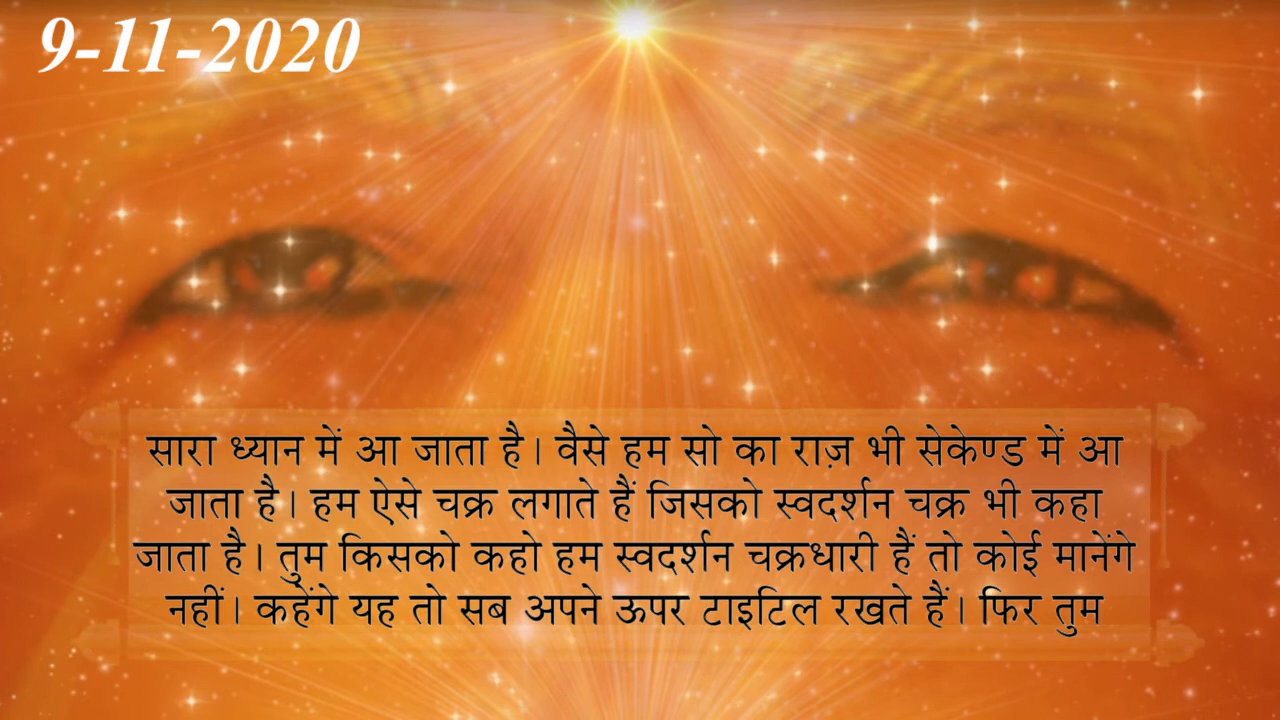 9-11-2020
सारा ध्यान में आ जाता है। वैसे हम सो का राज़ भी सेकेण्ड में आ
जाता है। हम ऐसे चक्र लगाते हैं जिसको स्वदर्शन चक्र भी कहा
जाता है। तुम किसको कहो हम स्वदर्शन चक्रधारी हैं तो कोई मानेंगे
नहीं। कहेंगे यह तो सब अपने ऊपर टाइटिल रखते हैं। फिर तुम